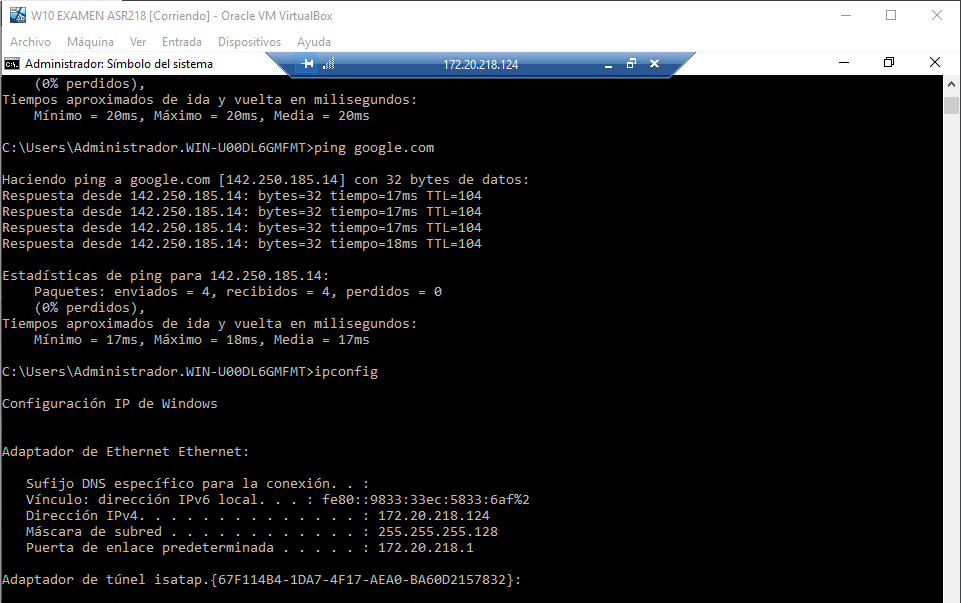 W10 EXAMEN ASR218 [Corriendo] - Oracle VM VirtualBox
Archivo Máquina Ver Entrada Dispositivos Ayuda
Administrador: Símbolo del sistema
172.20.218.124
(0% perdidos),
Tiempos aproximados de ida y vuelta en milisegundos:
Mínimo = 20ms, Máximo = 20ms, Media = 20ms
C:\Users\Administrador.WIN-U00DL6GMFMT>ping google.com
Haciendo ping a google.com [142.250.185.14] con 32 bytes de datos:
Respuesta desde 142.250.185.14: bytes=32 tiempo=17ms TTL=104
Respuesta desde 142.250.185.14: bytes=32 tiempo=17ms TTL=104
Respuesta desde 142.250.185.14: bytes=32 tiempo=17ms TTL=104
Respuesta desde 142.250.185.14: bytes=32 tiempo=18ms TTL=104
Estadísticas de ping para 142.250.185.14:
Paquetes: enviados = 4, recibidos = 4, perdidos = 0
(0% perdidos),
Tiempos aproximados de ida y vuelta en milisegundos:
Mínimo = 17ms, Máximo = 18ms, Media = 17ms
C:\Users\Administrador.WIN-U00DL6GMFMT>ipconfig
Configuración IP de Windows
Adaptador de Ethernet Ethernet:
Sufijo DNS específico para la conexión. . :
Vínculo: dirección IPv6 local. . . : fe80::9833:33ec:5833:6af%2
Dirección IPv4. . . . . . . . . . . . . . : 172.20.218.124
Máscara de subred . . . . . . . . . . . . : 255.255.255.128
Puerta de enlace predeterminada . . . . . : 172.20.218.1
Adaptador de túnel isatap.{67F114B4-1DA7-4F17-AEA0-BA60D2157832}: